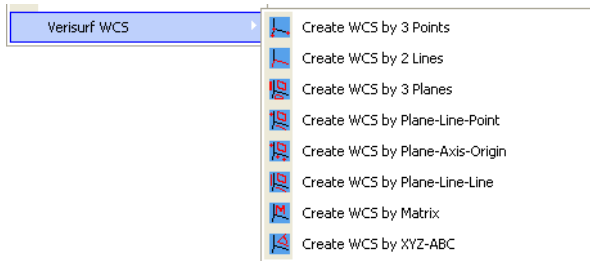 Verisurf WCS
Create WCS by 3 Points
Create WCS by 2 Lines
Create WCS by 3 Planes
Create WCS by Plane-Line-Point
Create WCS by Plane-Axis-Origin
Create WCS by Plane-Line-Line
Create WCS by Matrix
Create WCS by XYZ-ABC